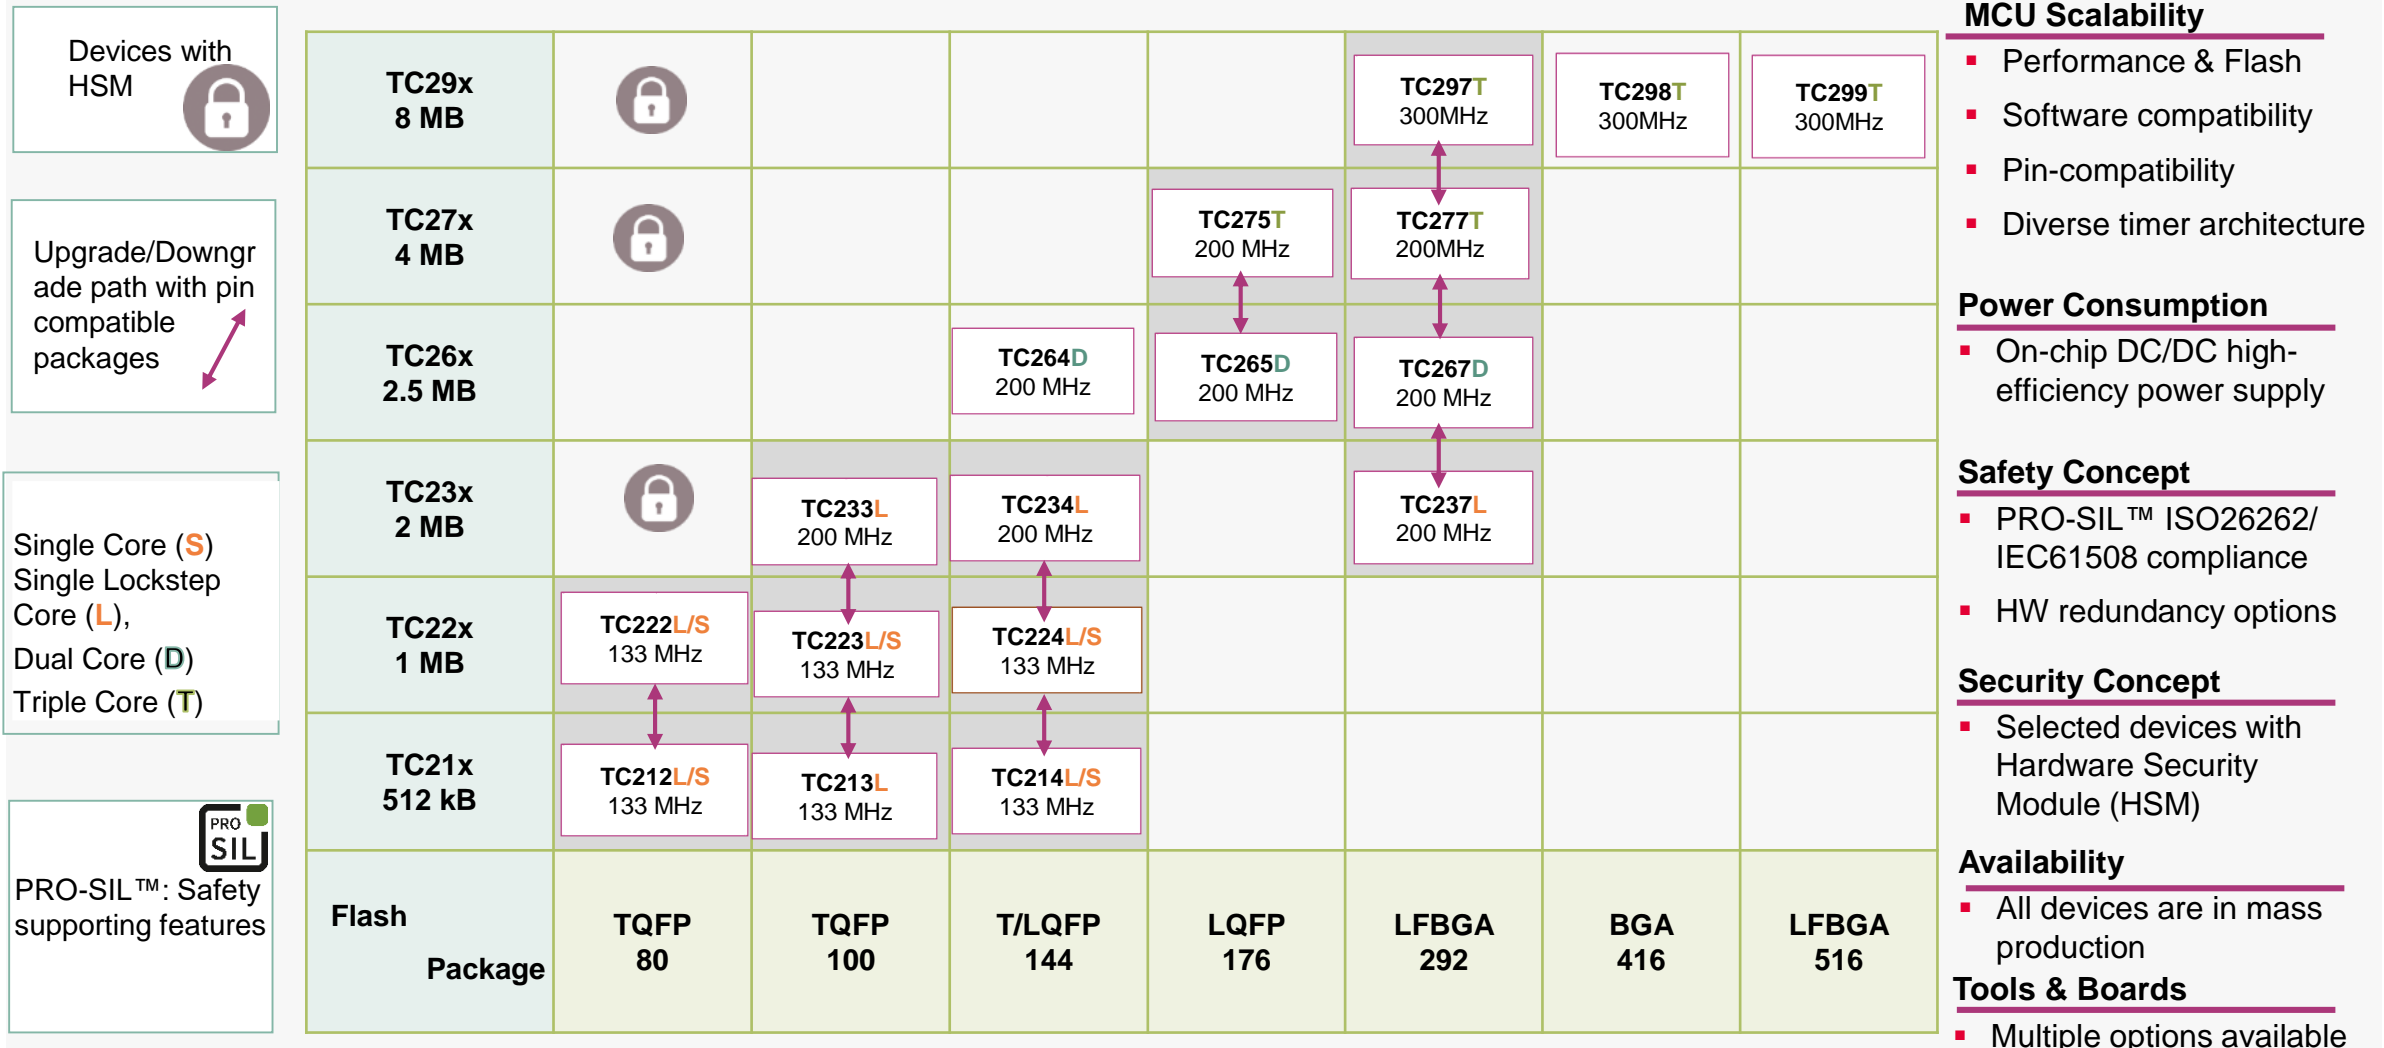 Devices with
HSM
Upgrade/Downgr
ade path with pin
compatible
packages
Single Core (S)
Single Lockstep
Core (L),
Dual Core (D)
Triple Core (T)
PRO
SIL
PRO-SIL™: Safety
supporting features
TC29x
8 MB
TC297T
300MHz
TC298T
300MHz
TC299T
300MHz
TC27x
4 MB
TC275T
200 MHz
TC277T
200MHz
TC26x
2.5 MB
TC264D
200 MHz
TC265D
200 MHz
TC267D
200 MHz
TC23x
2 MB
TC233L
200 MHz
TC234L
200 MHz
TC237L
200 MHz
TC22x
1 MB
TC222L/S
133 MHz
TC223L/S
133 MHz
TC224L/S
133 MHz
TC21x
512 kB
TC212L/S
133 MHz
TC213L
133 MHz
TC214L/S
133 MHz
Flash
Package
TQFP
80
TQFP
100
T/LQFP
144
LQFP
176
LFBGA
292
BGA
416
LFBGA
516
MCU Scalability
▪ Performance & Flash
▪ Software compatibility
▪ Pin-compatibility
▪ Diverse timer architecture
Power Consumption
▪ On-chip DC/DC high-
efficiency power supply
Safety Concept
▪ PRO-SIL™ ISO26262/
IEC61508 compliance
▪ HW redundancy options
Security Concept
▪ Selected devices with
Hardware Security
Module (HSM)
Availability
▪ All devices are in mass
production
Tools & Boards
▪ Multiple options available